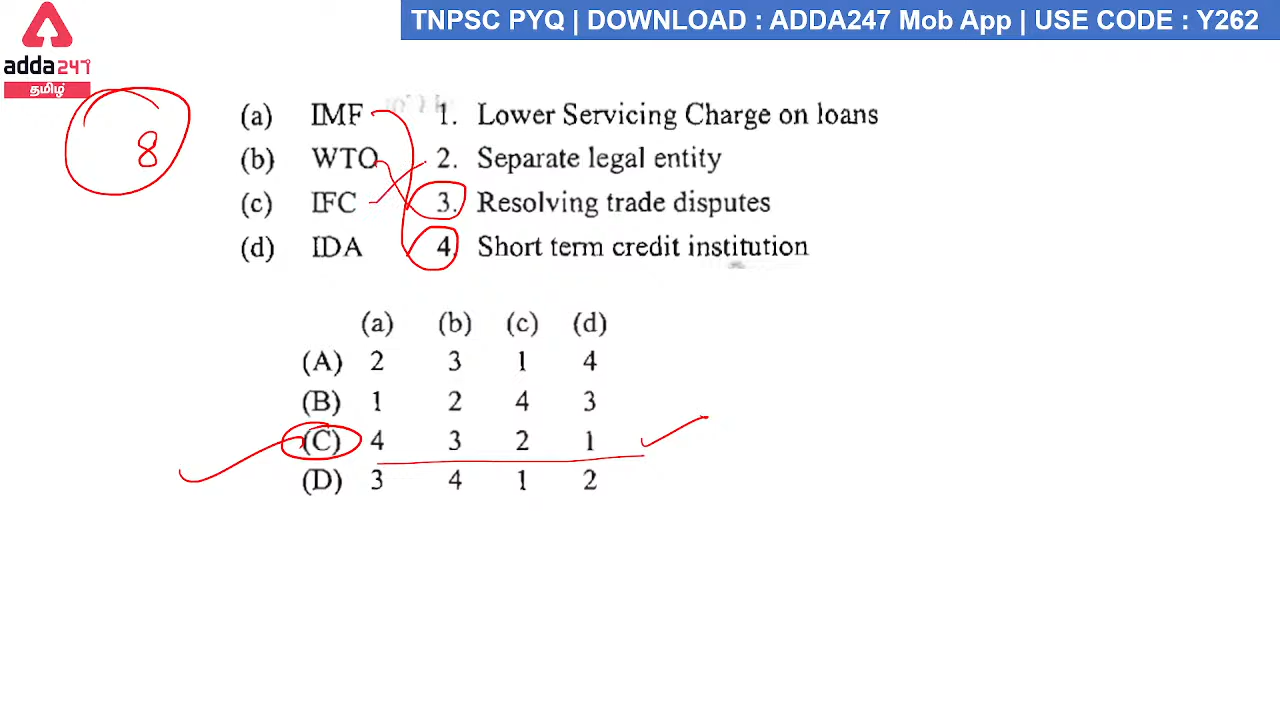 TNPSC PYQ | DOWNLOAD : ADDA247 Mob App | USE CODE : Y262
adda247
தமிழ்
8
(a) IMF 1. Lower Servicing Charge on loans
(b) WTO 2. Separate legal entity
(c) IFC 3. Resolving trade disputes
(d) IDA 4. Short term credit institution
(a) (b) (c) (d)
(A) 2 3 1 4
(B) 1 2 4 3
(C) 4 3 2 1
(D) 3 4 1 2